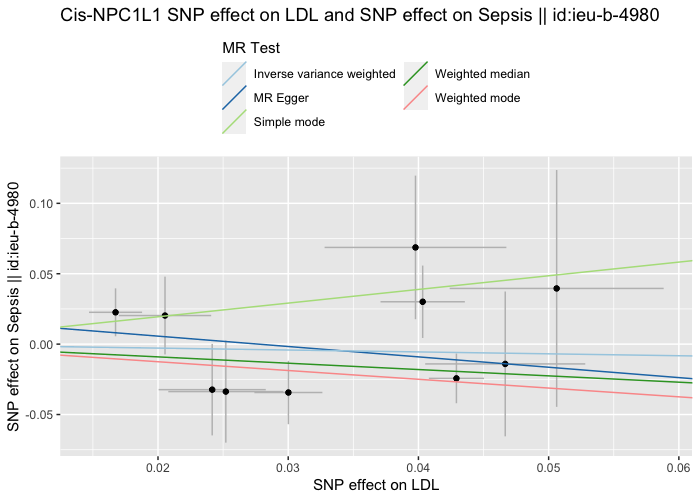 Cis-NPC1L1 SNP effect on LDL and SNP effect on Sepsis || id:ieu-b-4980
MR Test
Inverse variance weighted
Weighted median
MR Egger
Weighted mode
Simple mode
SNP effect on Sepsis || id:ieu-b-4980
0.10
0.05
0.00
-0.05
0.02
0.03
0.04
0.05
0.06
SNP effect on LDL